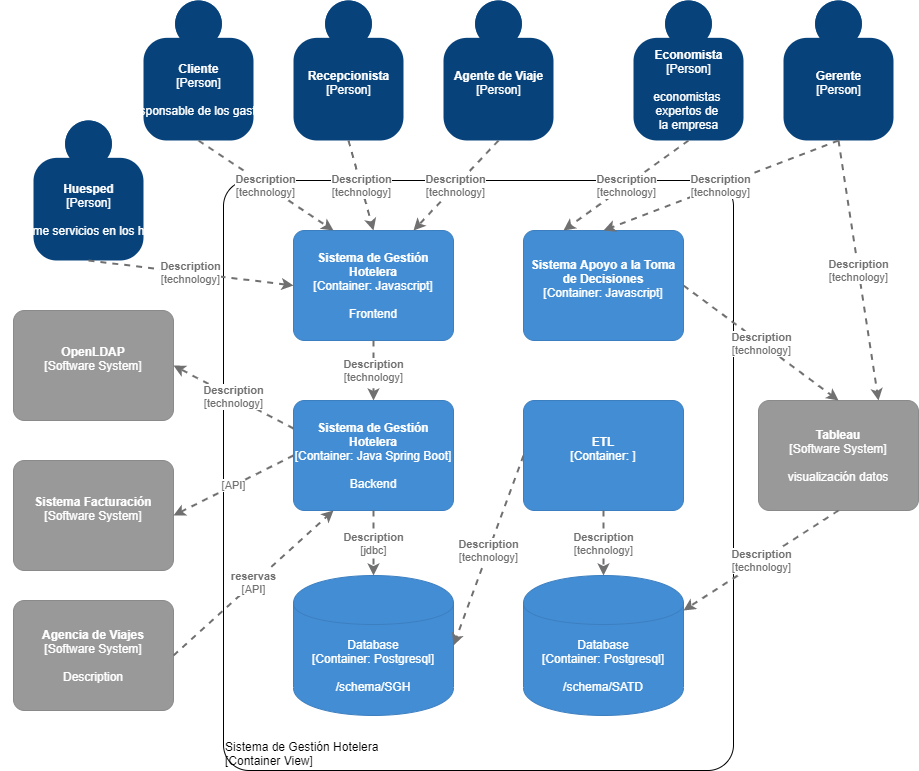 Cliente
[Person]
sponsable de los gast
Recepcionista
[Person]
Agente de Viaje
[Person]
Economista
[Person]
economistas
expertos de
la empresa
Gerente
[Person]
Huesped
[Person]
me servicios en los h
Description
[technology]
Description
[technology]
Description
[technology]
Description
[technology]
Description
[technology]
Description
[technology]
Description
[technology]
Sistema de Gestión
Hotelera
[Container: Javascript]
Frontend
Sistema Apoyo a la Toma
de Decisiones
[Container: Javascript]
OpenLDAP
[Software System]
Description
[technology]
Description
[technology]
Description
[technology]
Sistema de Gestión
Hotelera
[Container: Java Spring Boot]
Backend
ETL
[Container: ]
Tableau
[Software System]
visualización datos
Sistema Facturación
[Software System]
[API]
Description
[jdbc]
Description
[technology]
Description
[technology]
Description
[technology]
reservas
[API]
Agencia de Viajes
[Software System]
Description
Database
[Container: Postgresql]
/schema/SGH
Database
[Container: Postgresql]
/schema/SATD
Sistema de Gestión Hotelera
[Container View]